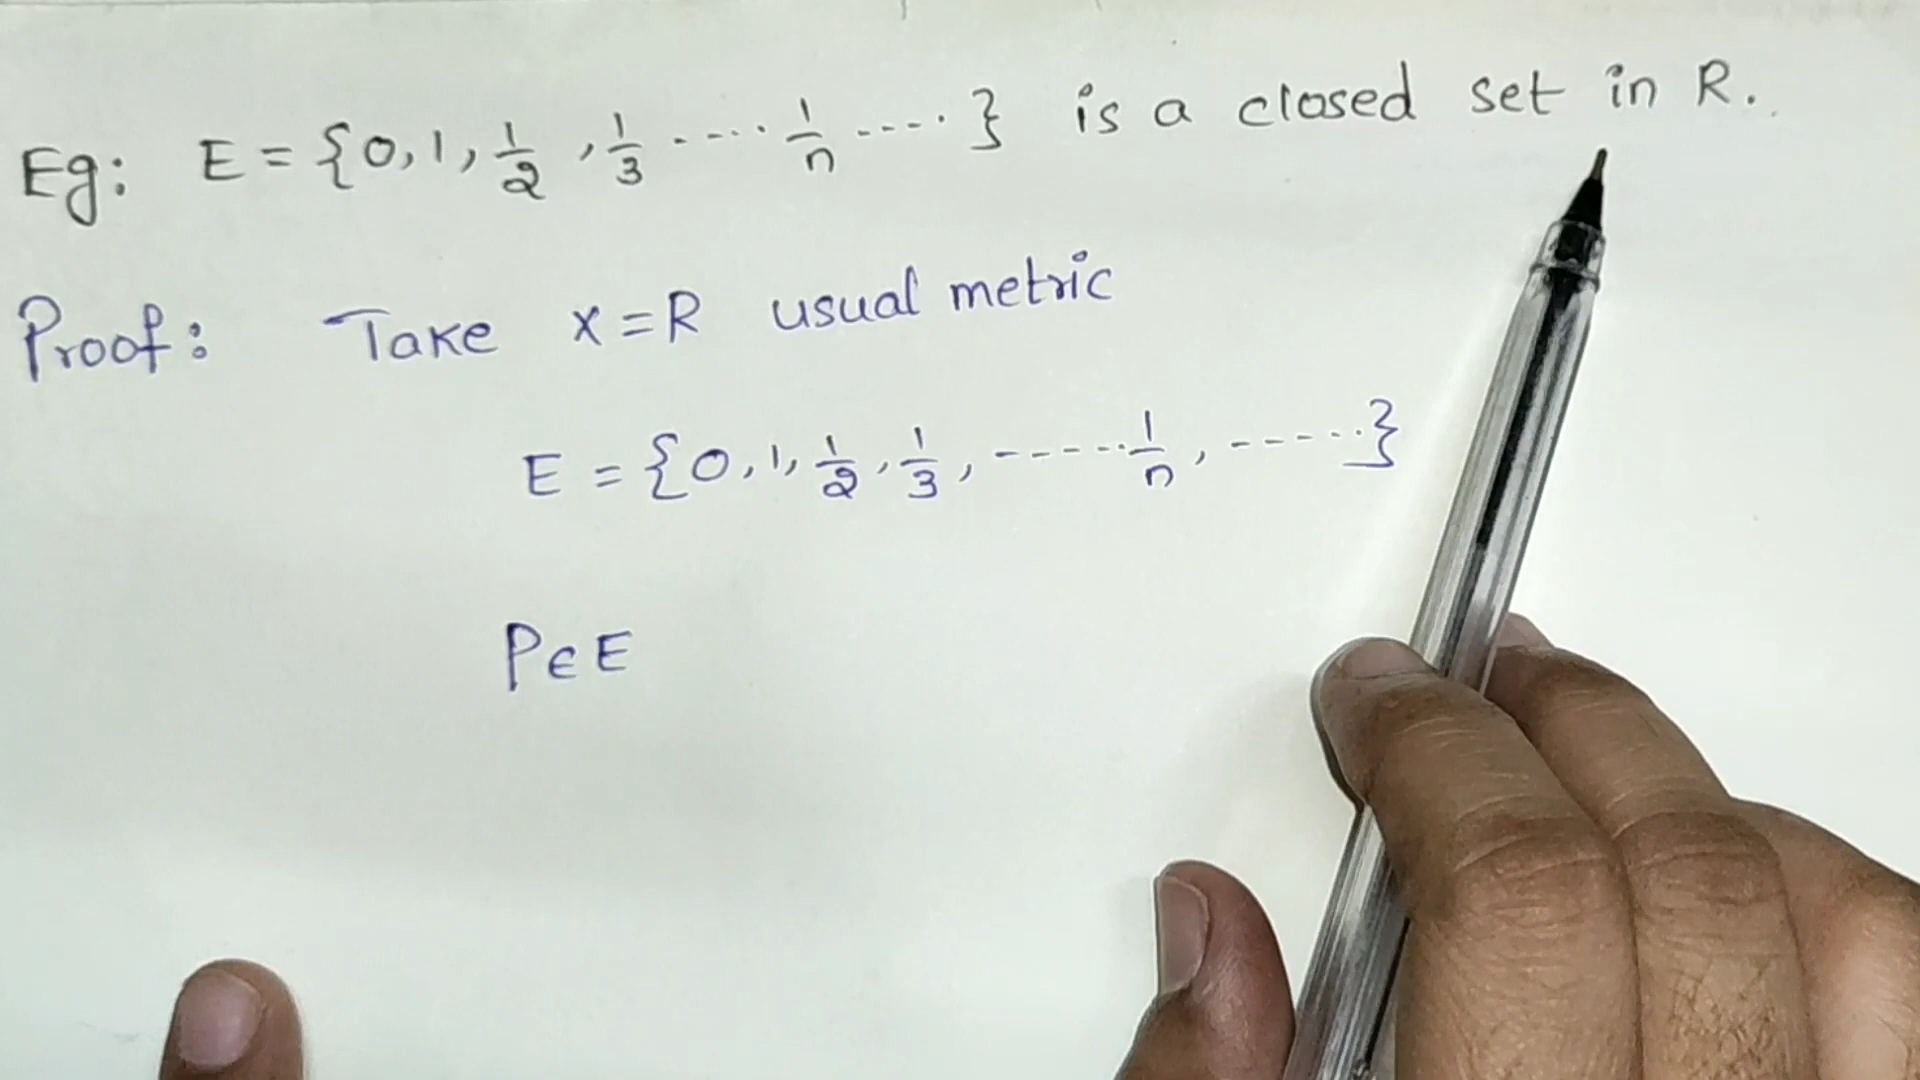 Eg: E = {0, 1, 1/2, 1/3 ----. 1/n ----.} is a closed set in R.
Proof: Take X = R usual metric
E = {0, 1, 1/2, 1/3, -----. 1/n, -----.}
P ∈ E